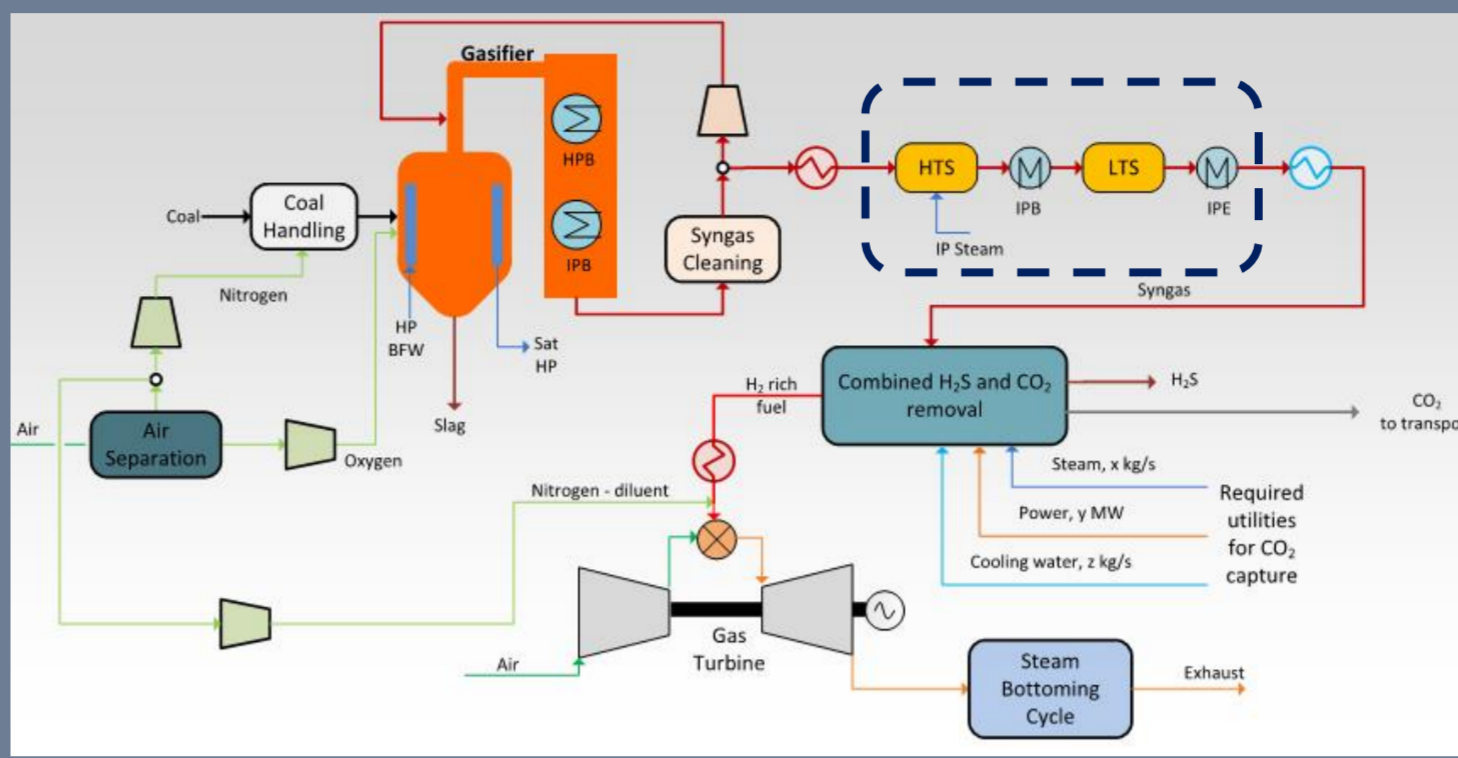 Gasifier
HPB
IPB
Coal
Coal
Handling
Nitrogen
HP
BFW
Sat
HP
Slag
Air
Air
Separation
Oxygen
Syngas
Cleaning
HTS
IPB
LTS
IPE
IP Steam
Syngas
Combined H₂S and CO₂
removal
H₂ rich
fuel
H₂S
CO₂
to transpo
Steam, x kg/s
Power, y MW
Cooling water, z kg/s
Required
utilities
for CO₂
capture
Nitrogen - diluent
Air
Gas
Turbine
Steam
Bottoming
Cycle
Exhaust